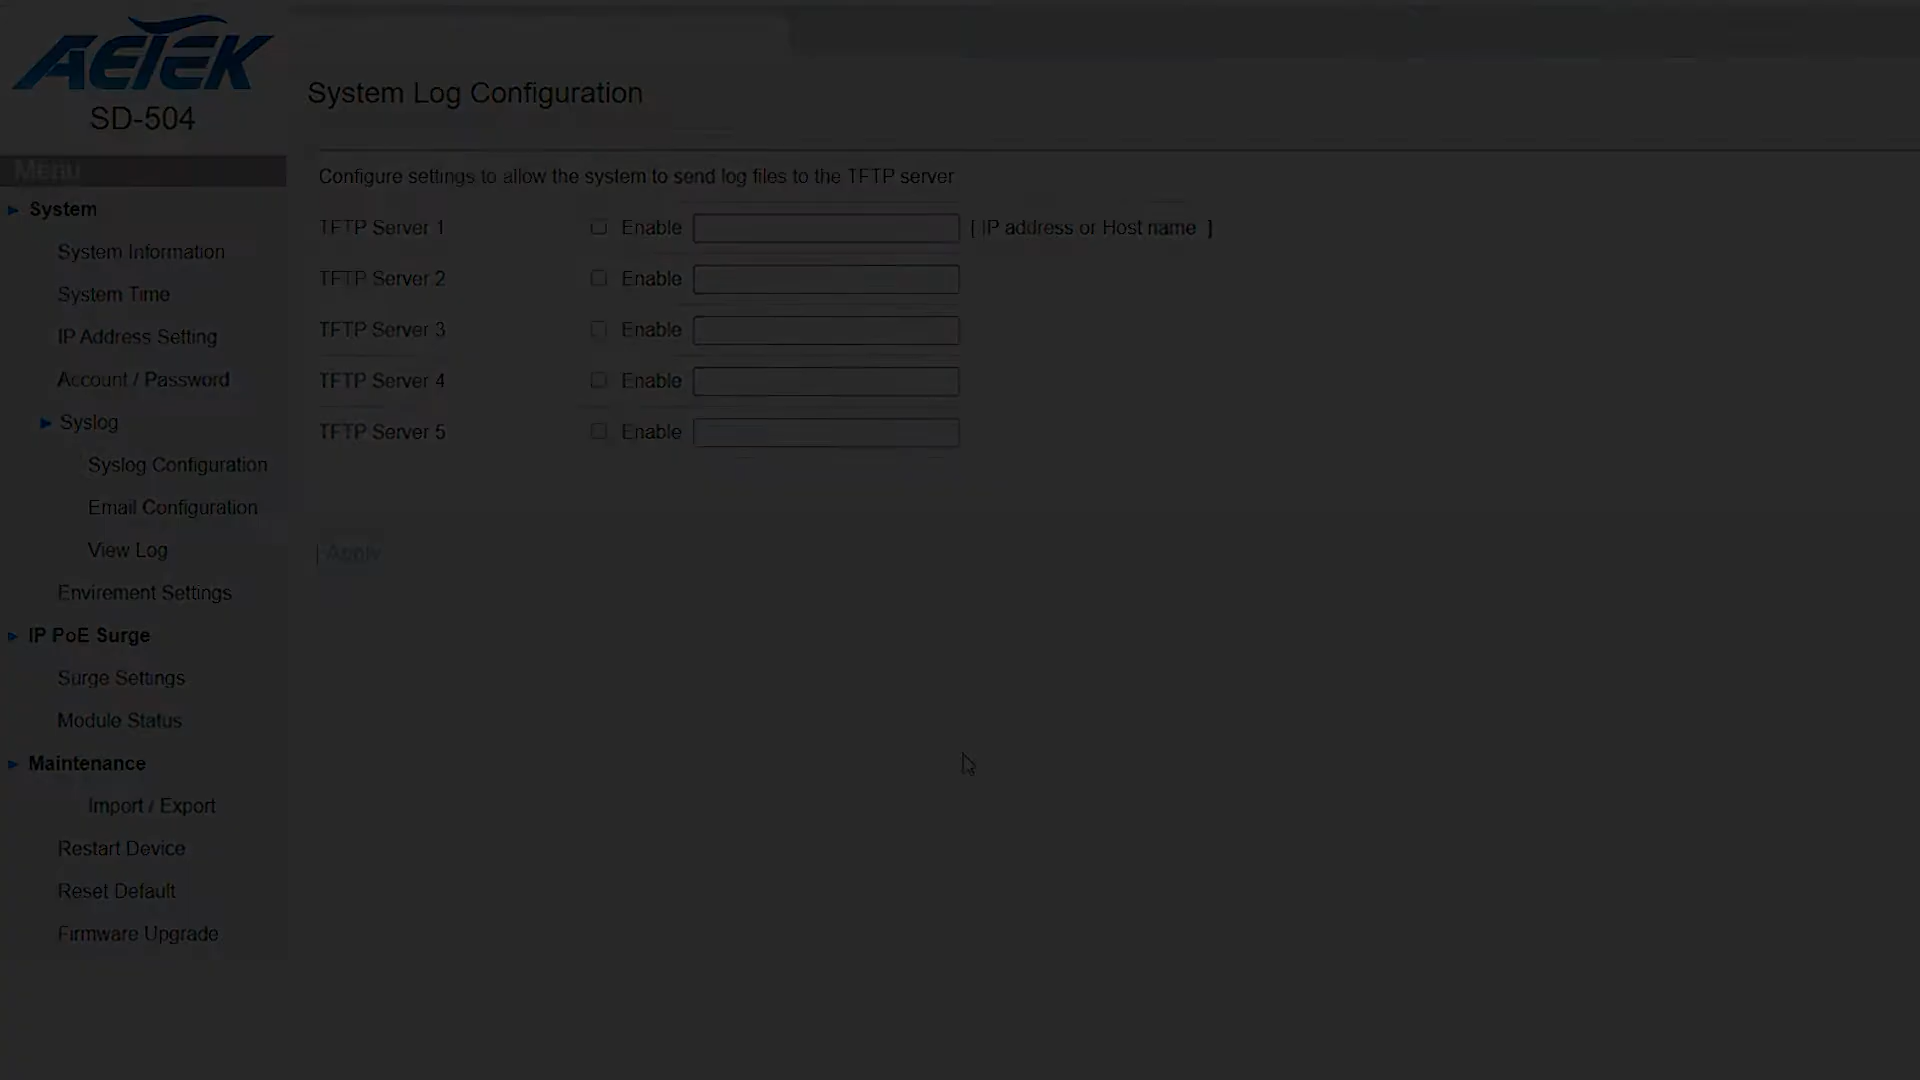 AETEK
SD-504
Menu
System
System Information
System Time
IP Address Setting
Account / Password
Syslog
Syslog Configuration
Email Configuration
View Log
Envirement Settings
IP PoE Surge
Surge Settings
Module Status
Maintenance
Import / Export
Restart Device
Reset Default
Firmware Upgrade
System Log Configuration
Configure settings to allow the system to send log files to the TFTP server
TFTP Server 1 Enable [ IP address or Host name ]
TFTP Server 2 Enable
TFTP Server 3 Enable
TFTP Server 4 Enable
TFTP Server 5 Enable
Apply